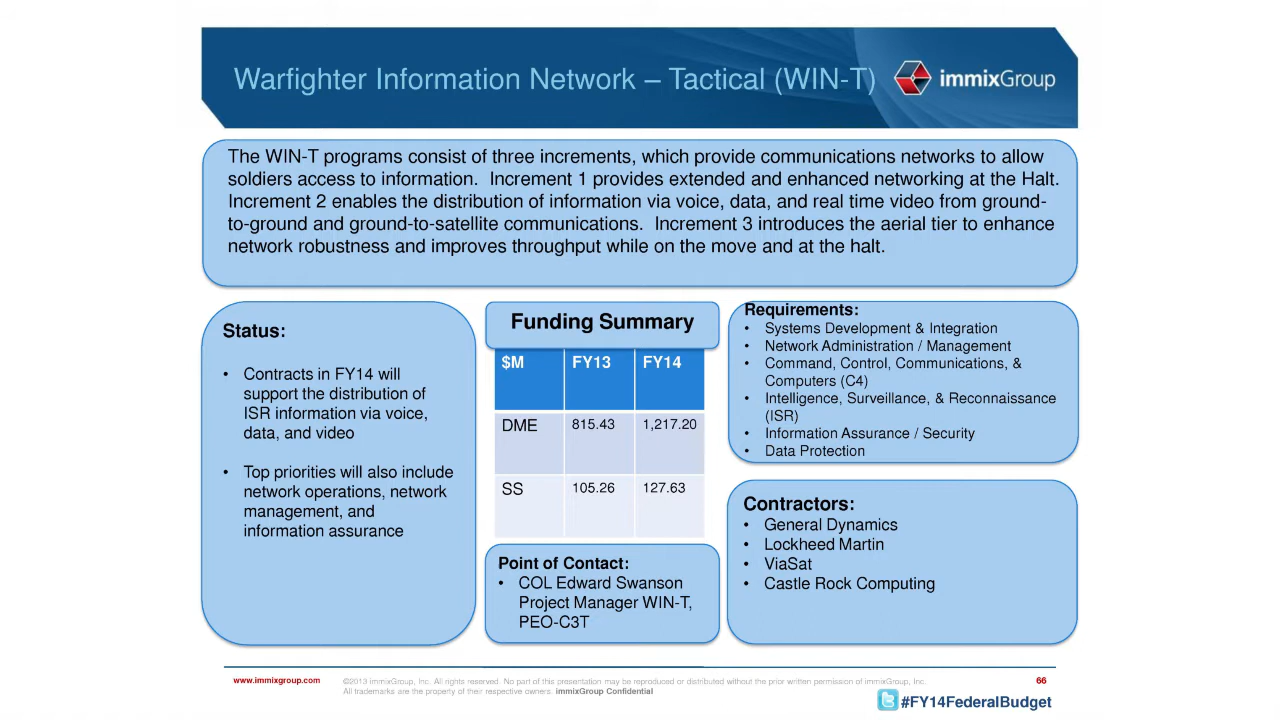 Warfighter Information Network – Tactical (WIN-T)
immixGroup
The WIN-T programs consist of three increments, which provide communications networks to allow
soldiers access to information.  Increment 1 provides extended and enhanced networking at the Halt.
Increment 2 enables the distribution of information via voice, data, and real time video from ground-
to-ground and ground-to-satellite communications.  Increment 3 introduces the aerial tier to enhance
network robustness and improves throughput while on the move and at the halt.
Status:
• Contracts in FY14 will
support the distribution of
ISR information via voice,
data, and video
• Top priorities will also include
network operations, network
management, and
information assurance
Funding Summary
$M FY13 FY14
DME 815.43 1,217.20
SS 105.26 127.63
Point of Contact:
• COL Edward Swanson
Project Manager WIN-T,
PEO-C3T
Requirements:
• Systems Development & Integration
• Network Administration / Management
• Command, Control, Communications, &
Computers (C4)
• Intelligence, Surveillance, & Reconnaissance
(ISR)
• Information Assurance / Security
• Data Protection
Contractors:
• General Dynamics
• Lockheed Martin
• ViaSat
• Castle Rock Computing
www.immixgroup.com
©2013 immixGroup, Inc. All rights reserved. No part of this presentation may be reproduced or distributed without the prior written permission of immixGroup, Inc.
All trademarks are the property of their respective owners. immixGroup Confidential
66
#FY14FederalBudget